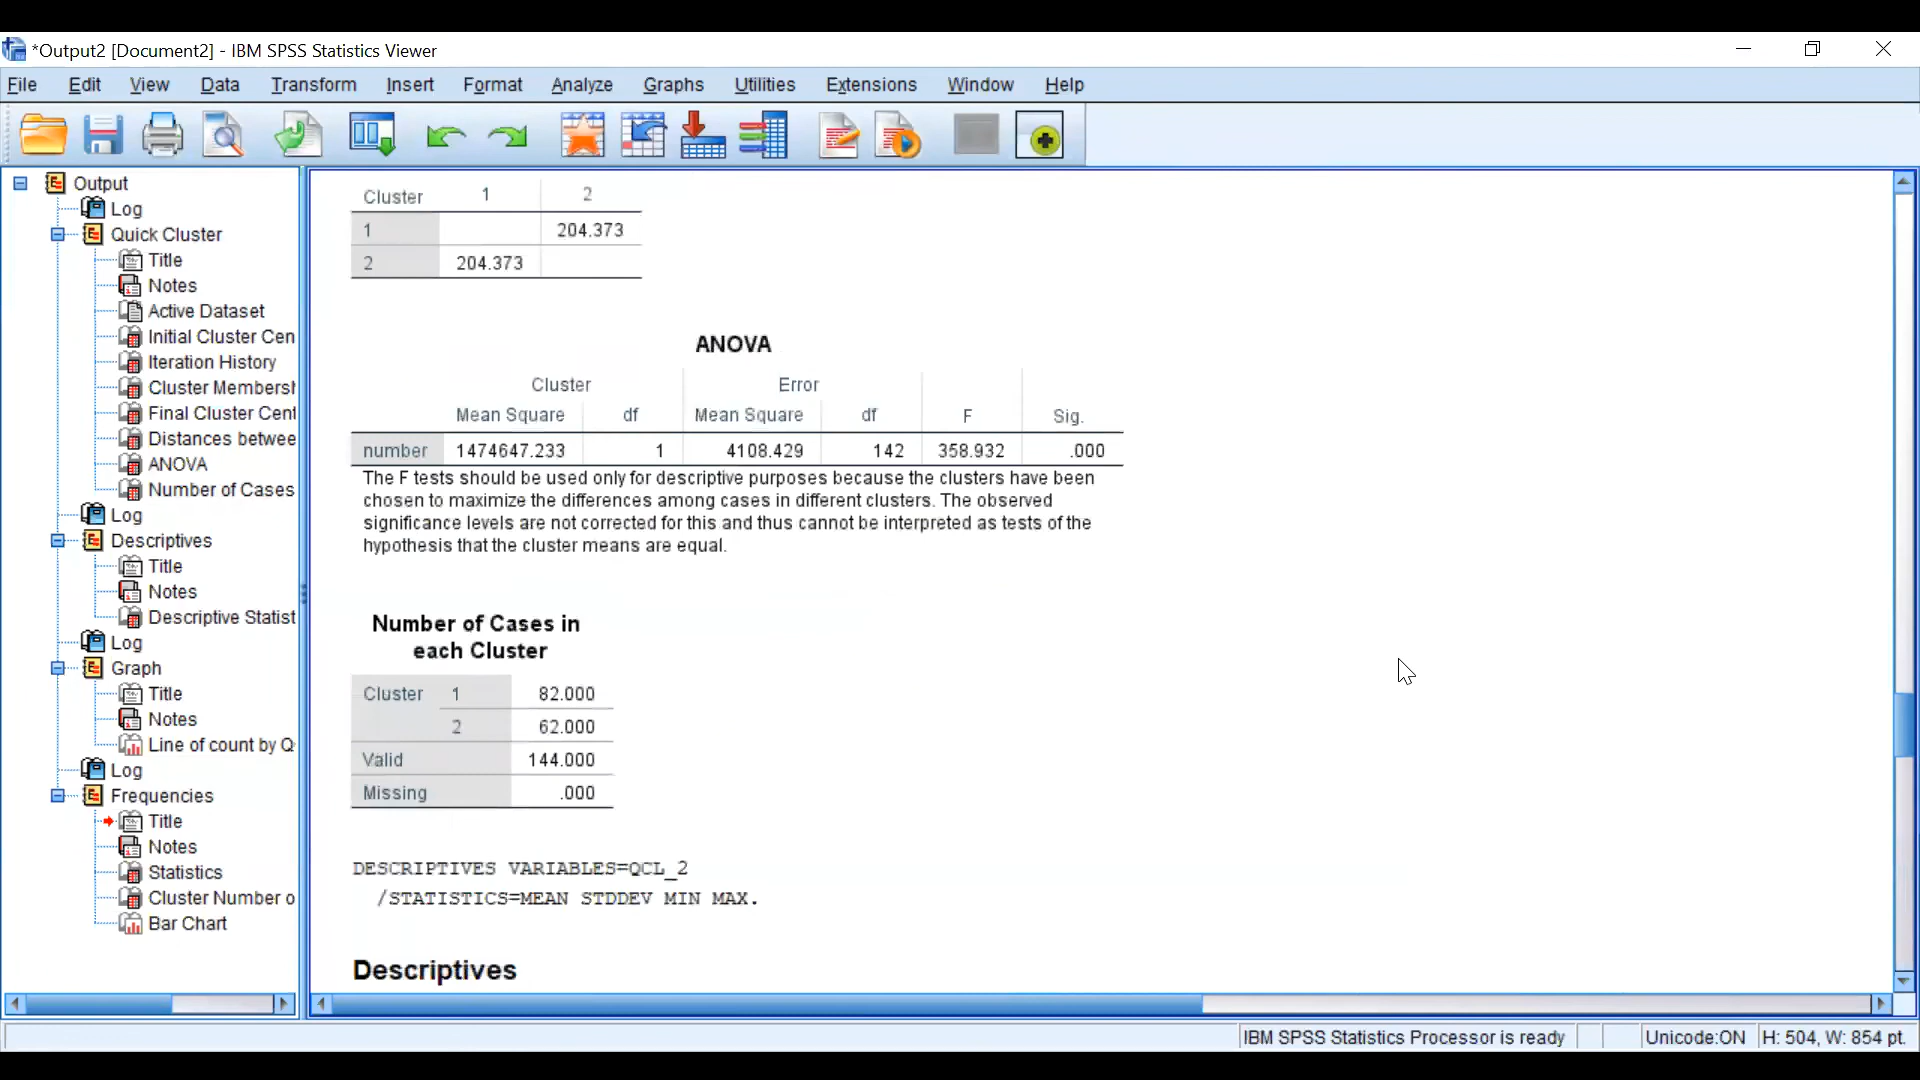 *Output2 [Document2] - IBM SPSS Statistics Viewer
File Edit View Data Transform Insert Format Analyze Graphs Utilities Extensions Window Help
Output
Log
Quick Cluster
Title
Notes
Active Dataset
Initial Cluster Cen
Iteration History
Cluster Membersh
Final Cluster Cent
Distances betwee
ANOVA
Number of Cases
Log
Descriptives
Title
Notes
Descriptive Statist
Log
Graph
Title
Notes
Line of count by Q
Log
Frequencies
Title
Notes
Statistics
Cluster Number o
Bar Chart
Cluster 1 2
1 204.373
2 204.373
ANOVA
Cluster Error
Mean Square df Mean Square df F Sig.
number 1474647.233 1 4108.429 142 358.932 .000
The F tests should be used only for descriptive purposes because the clusters have been
chosen to maximize the differences among cases in different clusters. The observed
significance levels are not corrected for this and thus cannot be interpreted as tests of the
hypothesis that the cluster means are equal.
Number of Cases in
each Cluster
Cluster 1 82.000
2 62.000
Valid 144.000
Missing .000
DESCRIPTIVES VARIABLES=QCL_2
/STATISTICS=MEAN STDDEV MIN MAX.
Descriptives
IBM SPSS Statistics Processor is ready Unicode:ON H: 504, W: 854 pt.